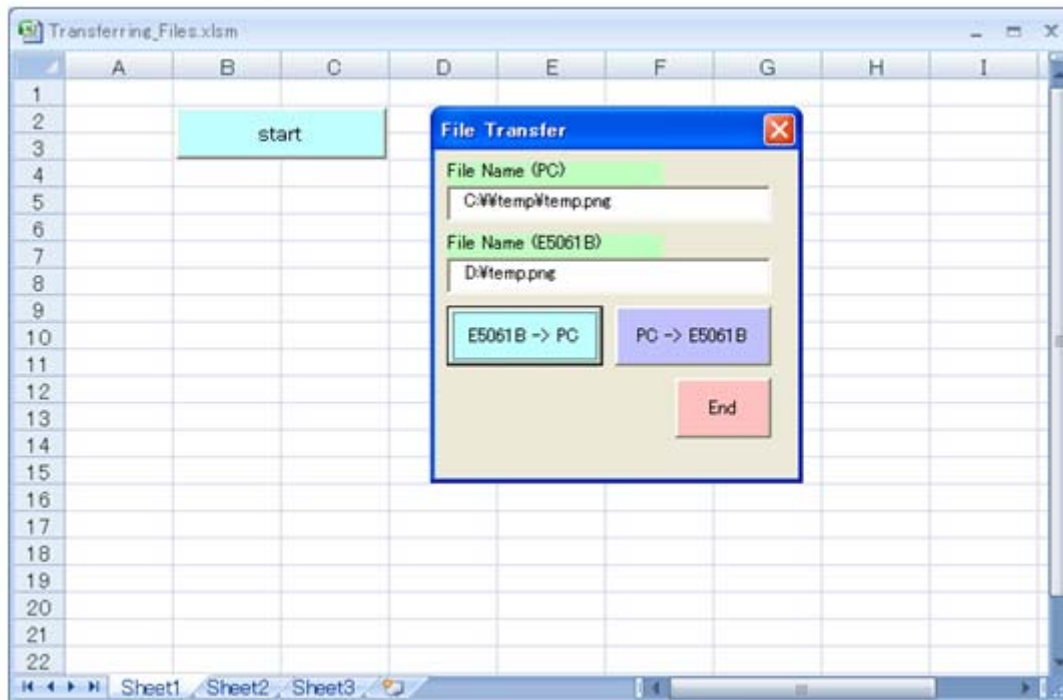 Transferring_Files.xlsm
A B C D E F G H I
1
2
3
4
5
6
7
8
9
10
11
12
13
14
15
16
17
18
19
20
21
22
start
File Transfer
File Name (PC)
C:¥¥temp¥temp.png
File Name (E5061B)
D:¥temp.png
E5061B -> PC PC -> E5061B
End
Sheet1 Sheet2 Sheet3